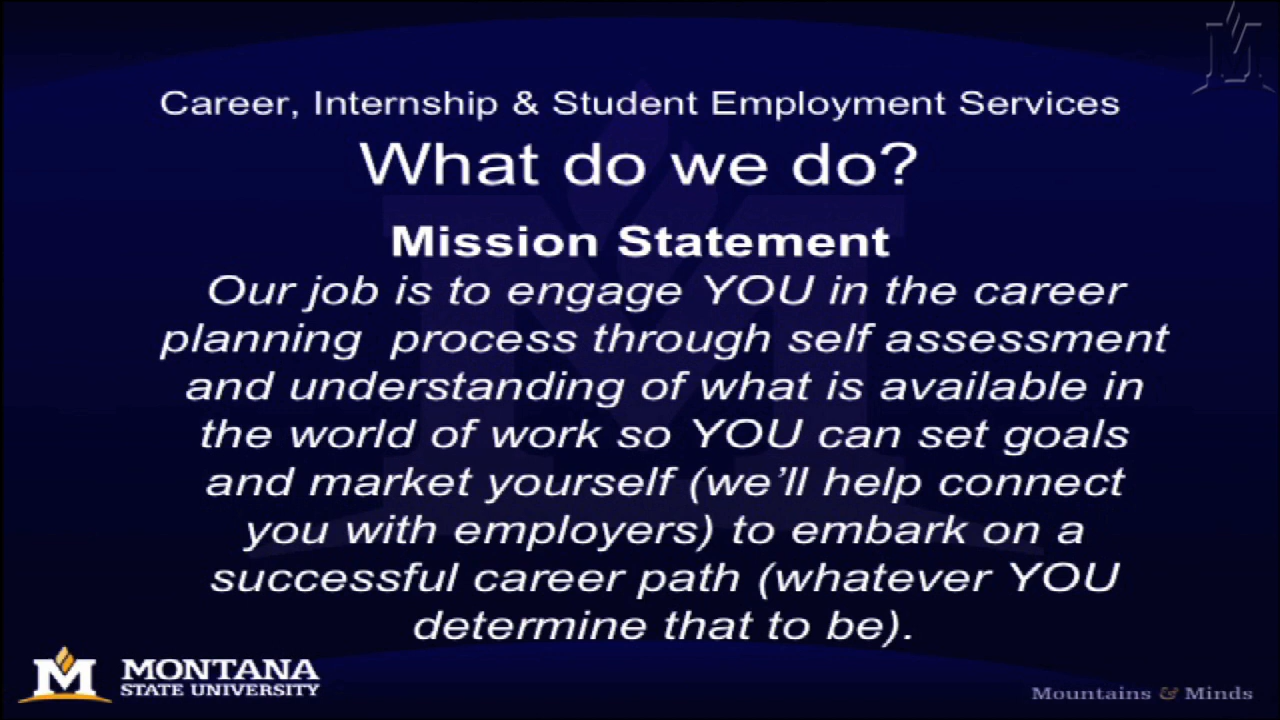 Career, Internship & Student Employment Services
What do we do?
Mission Statement
Our job is to engage YOU in the career
planning process through self assessment
and understanding of what is available in
the world of work so YOU can set goals
and market yourself (we'll help connect
you with employers) to embark on a
successful career path (whatever YOU
determine that to be).
M MONTANA
STATE UNIVERSITY
Mountains & Minds